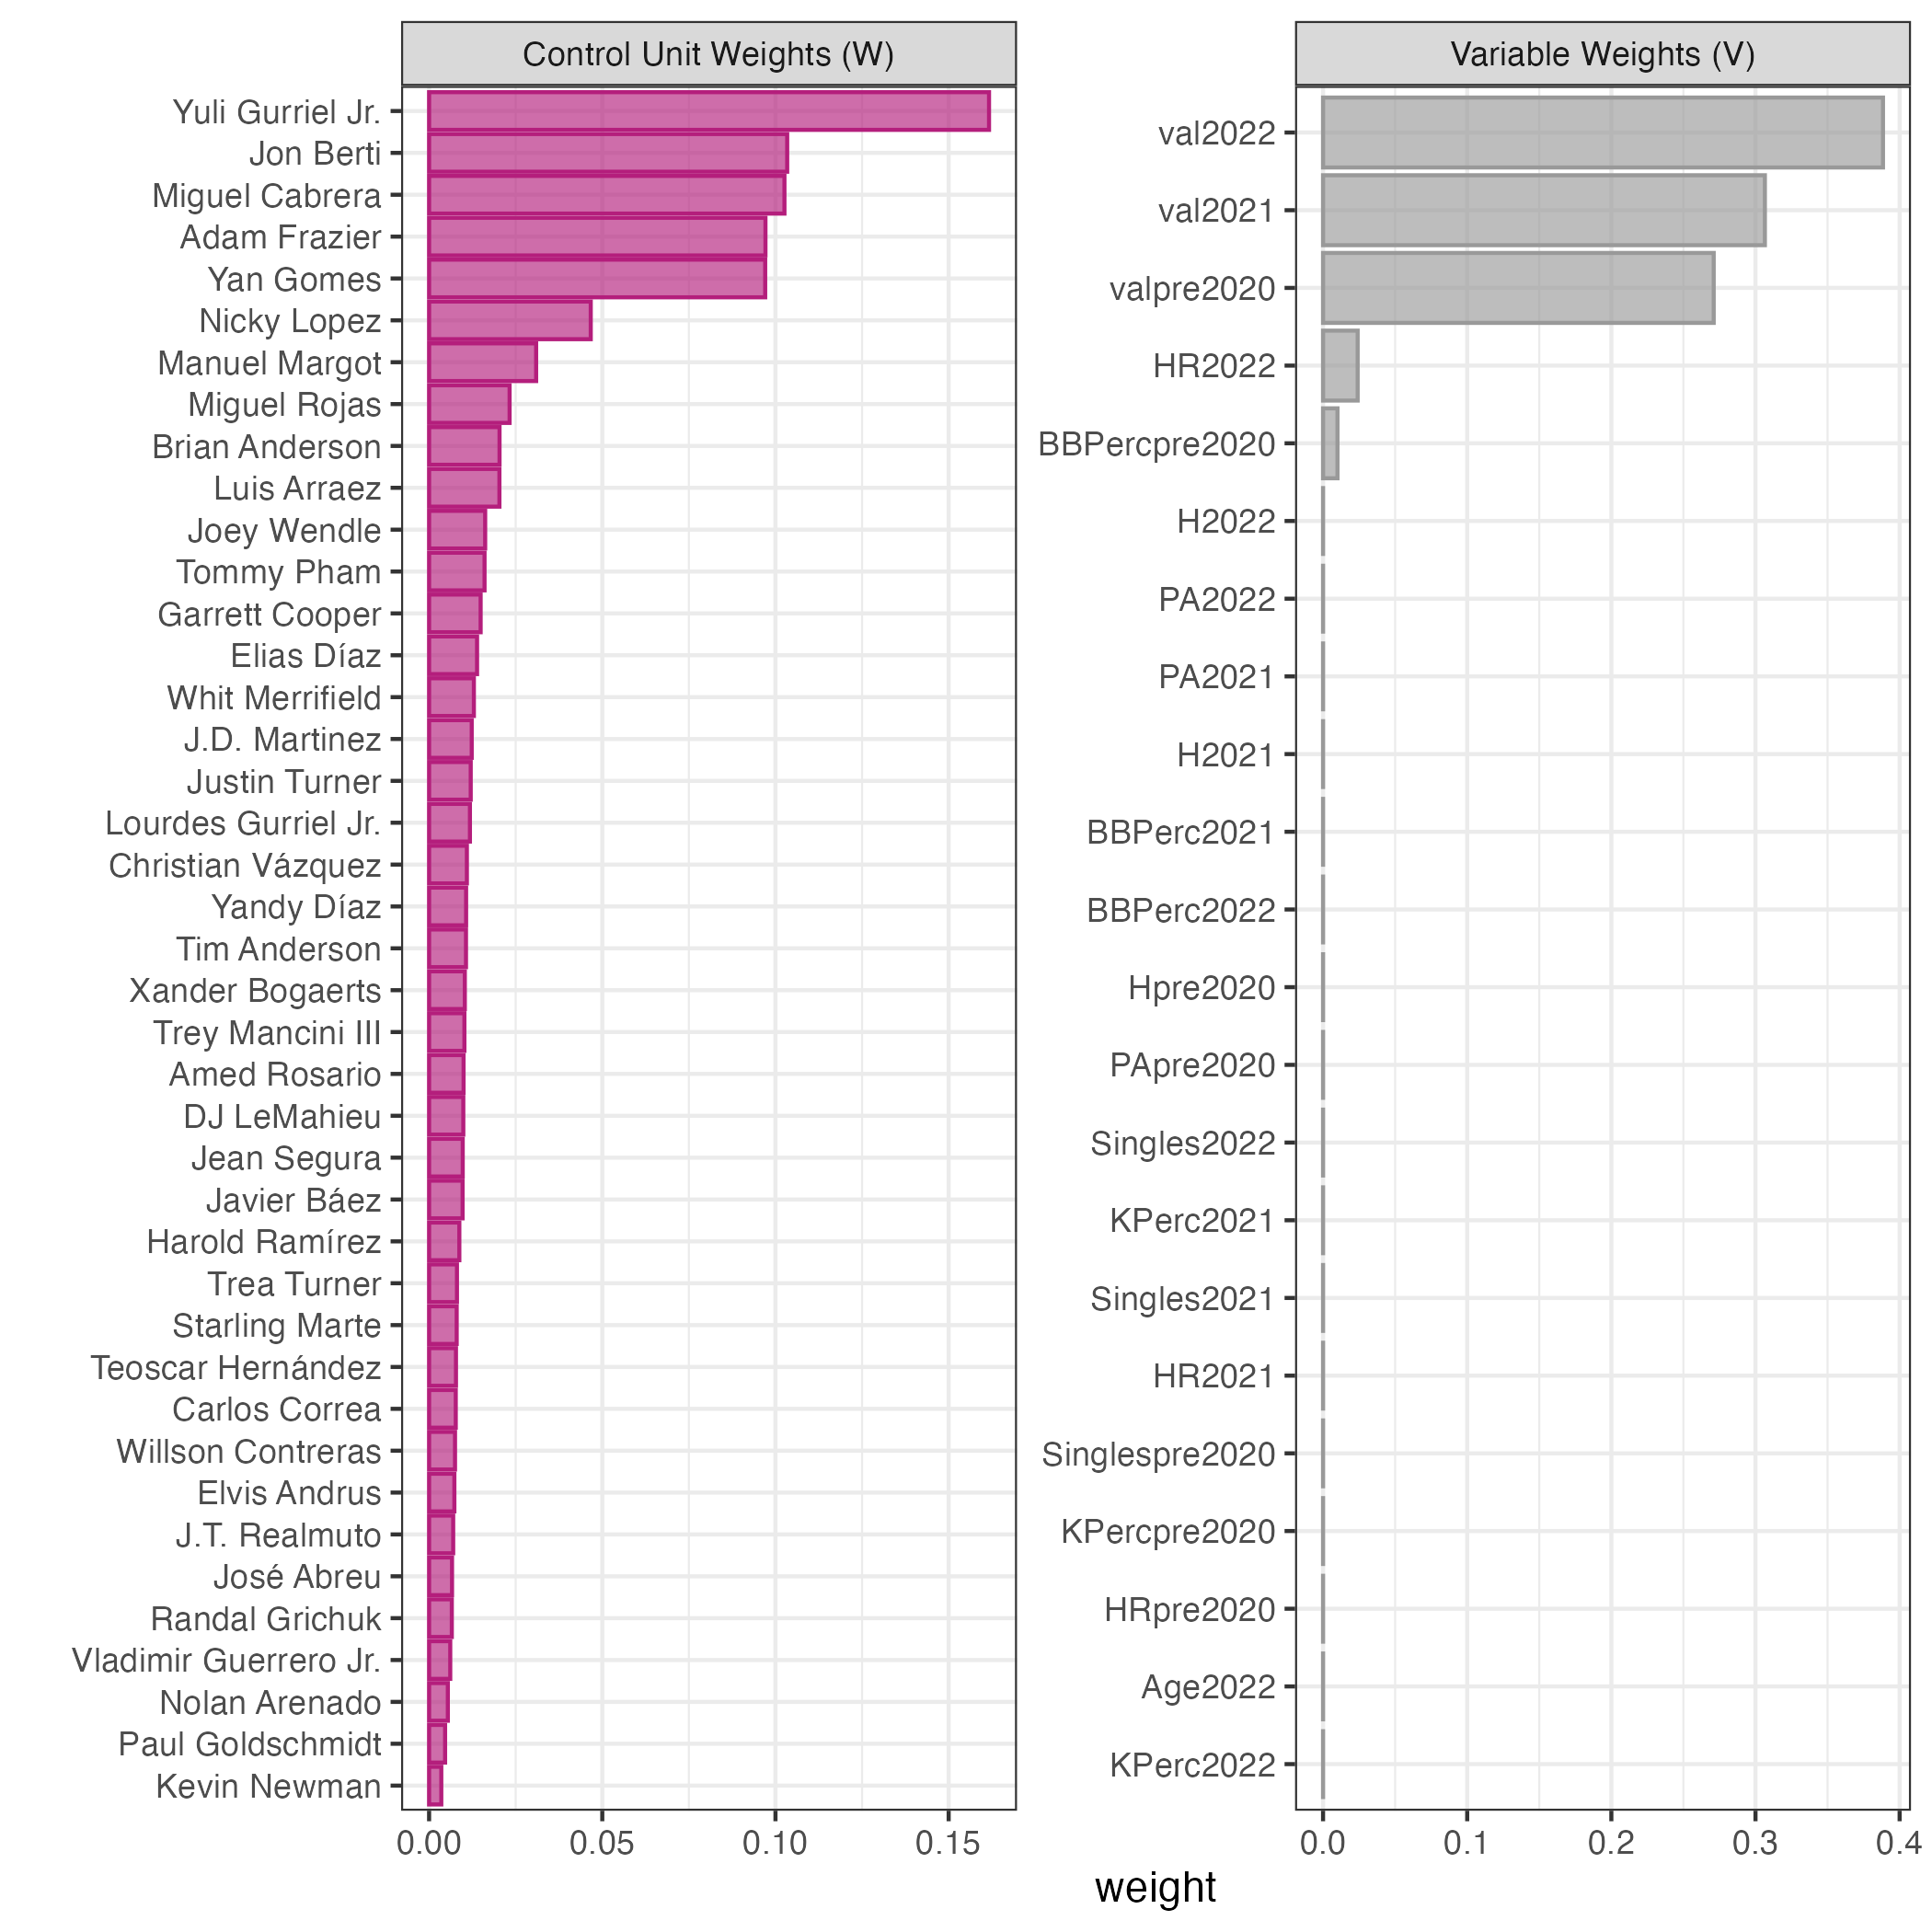 Control Unit Weights (W)
Yuli Gurriel Jr.
Jon Berti
Miguel Cabrera
Adam Frazier
Yan Gomes
Nicky Lopez
Manuel Margot
Miguel Rojas
Brian Anderson
Luis Arraez
Joey Wendle
Tommy Pham
Garrett Cooper
Elias Díaz
Whit Merrifield
J.D. Martinez
Justin Turner
Lourdes Gurriel Jr.
Christian Vázquez
Yandy Díaz
Tim Anderson
Xander Bogaerts
Trey Mancini III
Amed Rosario
DJ LeMahieu
Jean Segura
Javier Báez
Harold Ramírez
Trea Turner
Starling Marte
Teoscar Hernández
Carlos Correa
Willson Contreras
Elvis Andrus
J.T. Realmuto
José Abreu
Randal Grichuk
Vladimir Guerrero Jr.
Nolan Arenado
Paul Goldschmidt
Kevin Newman
0.00 0.05 0.10 0.15
Variable Weights (V)
val2022
val2021
valpre2020
HR2022
BBPercpre2020
H2022
PA2022
PA2021
H2021
BBPerc2021
BBPerc2022
Hpre2020
PApre2020
Singles2022
KPerc2021
Singles2021
HR2021
Singlespre2020
KPercpre2020
HRpre2020
Age2022
KPerc2022
0.0 0.1 0.2 0.3 0.4
weight